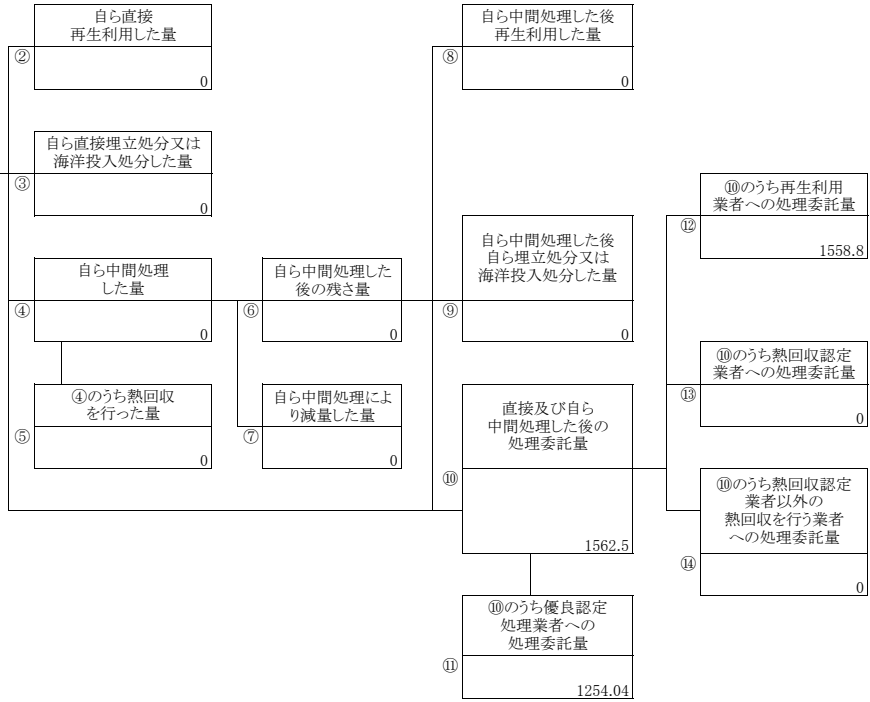 自ら直接
再生利用した量
②
0
自ら直接埋立処分又は
海洋投入処分した量
③
0
自ら中間処理
した量
④
0
④のうち熱回収
を行った量
⑤
0
自ら中間処理した
後の残さ量
⑥
0
自ら中間処理によ
り減量した量
⑦
0
自ら中間処理した後
再生利用した量
⑧
0
自ら中間処理した後
自ら埋立処分又は
海洋投入処分した量
⑨
0
直接及び自ら
中間処理した後の
処理委託量
⑩
1562.5
⑩のうち優良認定
処理業者への
処理委託量
⑪
1254.04
⑩のうち再生利用
業者への処理委託量
⑫
1558.8
⑩のうち熱回収認定
業者への処理委託量
⑬
0
⑩のうち熱回収認定
業者以外の
熱回収を行う業者
への処理委託量
⑭
0